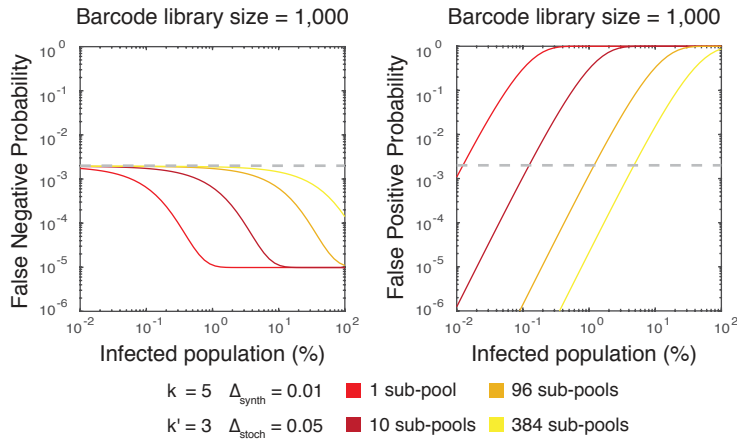 Barcode library size = 1,000
False Negative Probability
10^0
10^-1
10^-2
10^-3
10^-4
10^-5
10^-6
10^-2 10^-1 10^0 10^1 10^2
Infected population (%)
Barcode library size = 1,000
False Positive Probability
10^0
10^-1
10^-2
10^-3
10^-4
10^-5
10^-6
10^-2 10^-1 10^0 10^1 10^2
Infected population (%)
k = 5 Δsynth = 0.01 1 sub-pool 96 sub-pools
k' = 3 Δstoch = 0.05 10 sub-pools 384 sub-pools